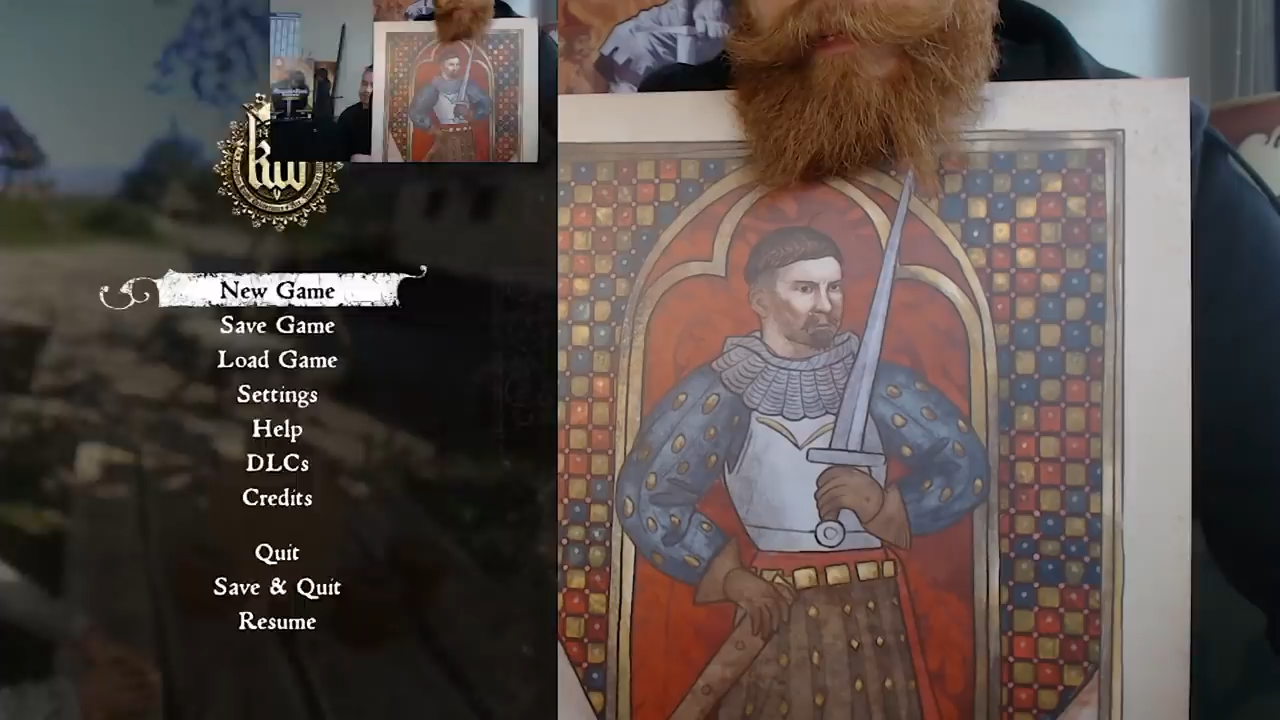 New Game
Save Game
Load Game
Settings
Help
DLCs
Credits
Quit
Save & Quit
Resume